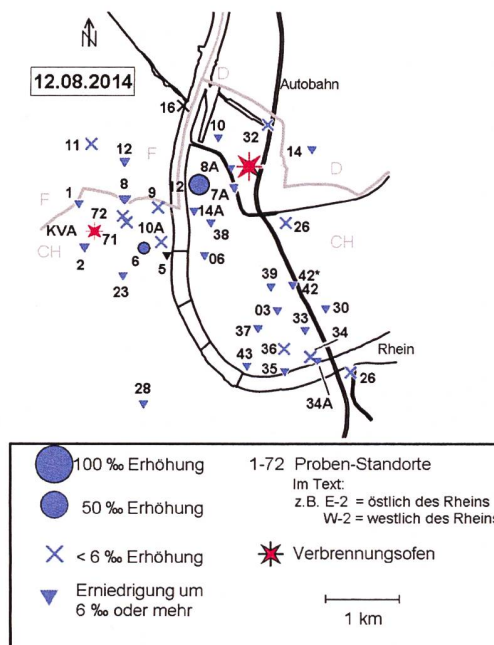 N
12.08.2014
Autobahn
D
16
10
32
11
12
F
14
8A
D
F
1
8
9
12
7A
72
14A
KVA
71
10A
38
26
CH
CH
2
6
5
06
23
39
42*
42
03
30
37
33
34
36
Rhein
43
35
26
34A
28
100 ‰ Erhöhung
50 ‰ Erhöhung
< 6 ‰ Erhöhung
Erniedrigung um
6 ‰ oder mehr
1-72 Proben-Standorte
Im Text:
z.B. E-2 = östlich des Rheins
W-2 = westlich des Rheins
Verbrennungsofen
1 km